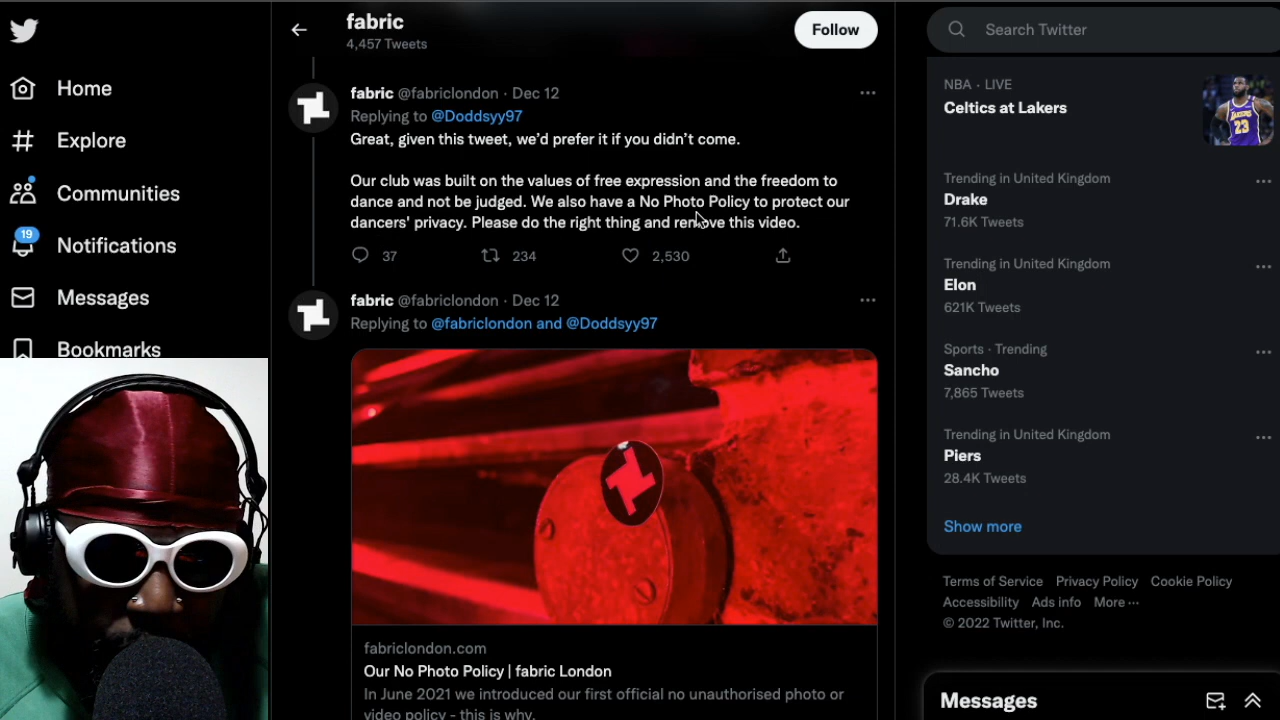 Home
Explore
Communities
19
Notifications
Messages
Bookmarks
fabric
4,457 Tweets
Follow
fabric @fabriclondon · Dec 12
Replying to @Doddsyy97
Great, given this tweet, we’d prefer it if you didn’t come.
Our club was built on the values of free expression and the freedom to
dance and not be judged. We also have a No Photo Policy to protect our
dancers' privacy. Please do the right thing and remove this video.
37
234
2,530
fabric @fabriclondon · Dec 12
Replying to @fabriclondon and @Doddsyy97
fabriclondon.com
Our No Photo Policy | fabric London
In June 2021 we introduced our first official no unauthorised photo or
video policy - this is why.
Search Twitter
NBA · LIVE
Celtics at Lakers
LAKERS
23
Trending in United Kingdom
Drake
71.6K Tweets
Trending in United Kingdom
Elon
621K Tweets
Sports · Trending
Sancho
7,865 Tweets
Trending in United Kingdom
Piers
28.4K Tweets
Show more
Terms of Service Privacy Policy Cookie Policy
Accessibility Ads info More ···
© 2022 Twitter, Inc.
Messages